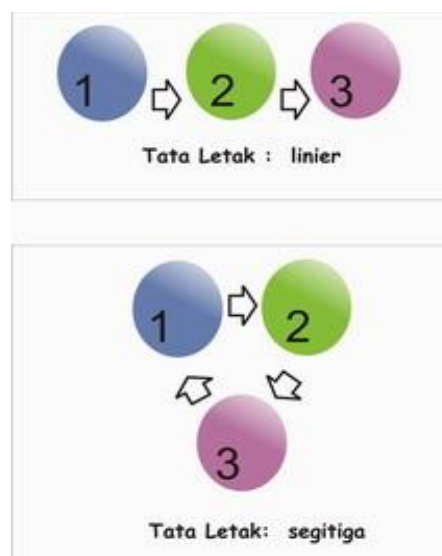 1 2 3
Tata Letak : linier
1 2
3
Tata Letak: segitiga